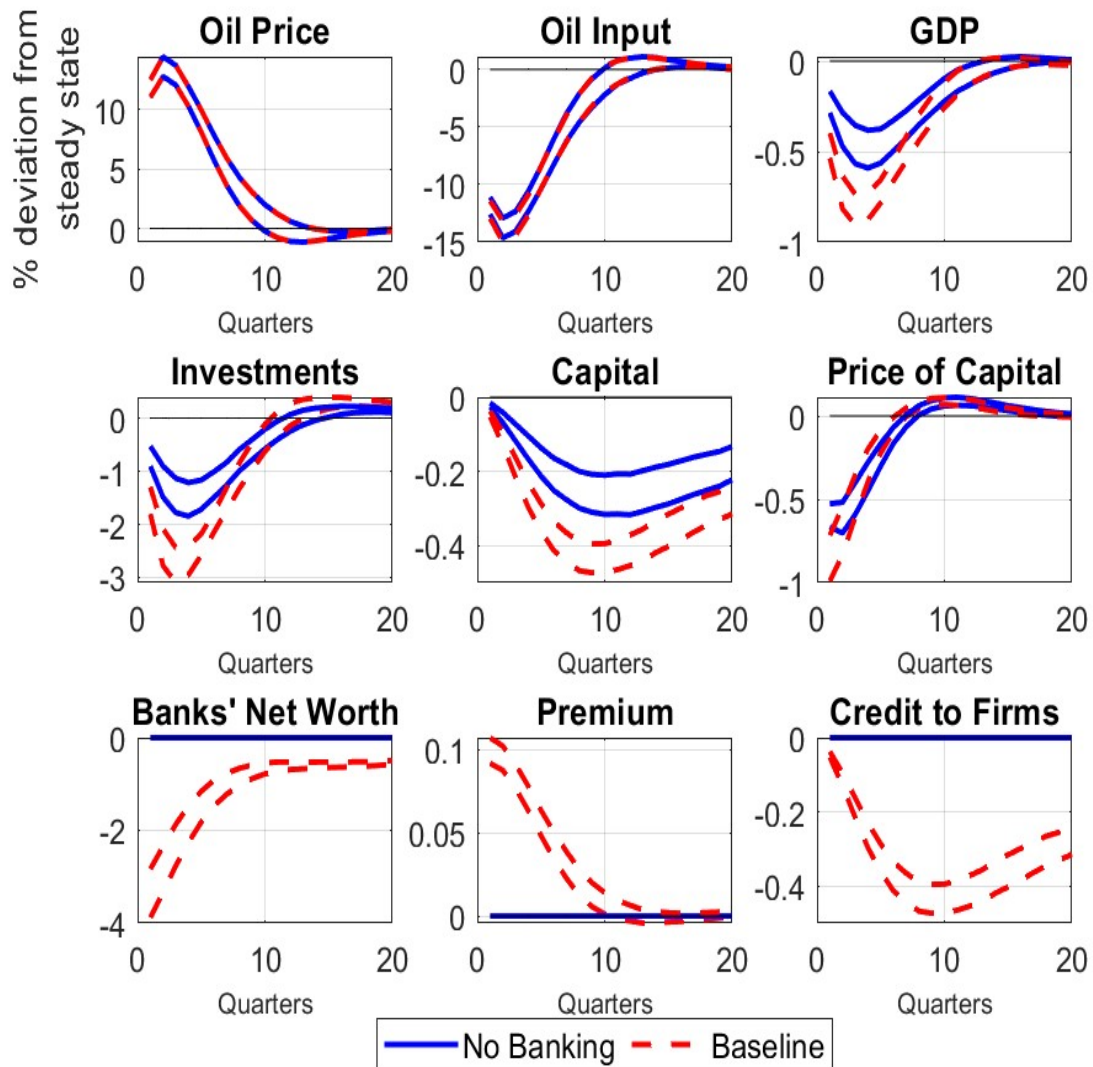 % deviation from
steady state
Oil Price
10
5
0
0
10
20
Quarters
Oil Input
0
-5
-10
-15
0
10
20
Quarters
GDP
0
-0.5
-1
0
10
20
Quarters
Investments
0
-1
-2
-3
0
10
20
Quarters
Capital
0
-0.2
-0.4
0
10
20
Quarters
Price of Capital
0
-0.5
-1
0
10
20
Quarters
Banks' Net Worth
0
-2
-4
0
10
20
Quarters
Premium
0.1
0.05
0
0
10
20
Quarters
Credit to Firms
0
-0.2
-0.4
0
10
20
Quarters
No Banking
Baseline